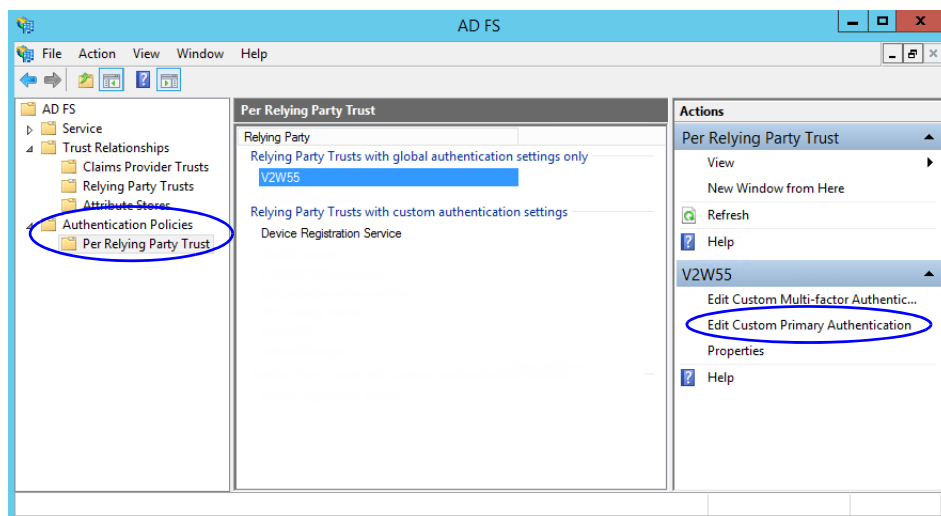 AD FS
File Action View Window Help
AD FS
Service
Trust Relationships
Claims Provider Trusts
Relying Party Trusts
Attribute Stores
Authentication Policies
Per Relying Party Trust
Per Relying Party Trust
Relying Party
Relying Party Trusts with global authentication settings only
V2W55
Relying Party Trusts with custom authentication settings
Device Registration Service
Actions
Per Relying Party Trust
View
New Window from Here
Refresh
Help
V2W55
Edit Custom Multi-factor Authentic...
Edit Custom Primary Authentication
Properties
Help